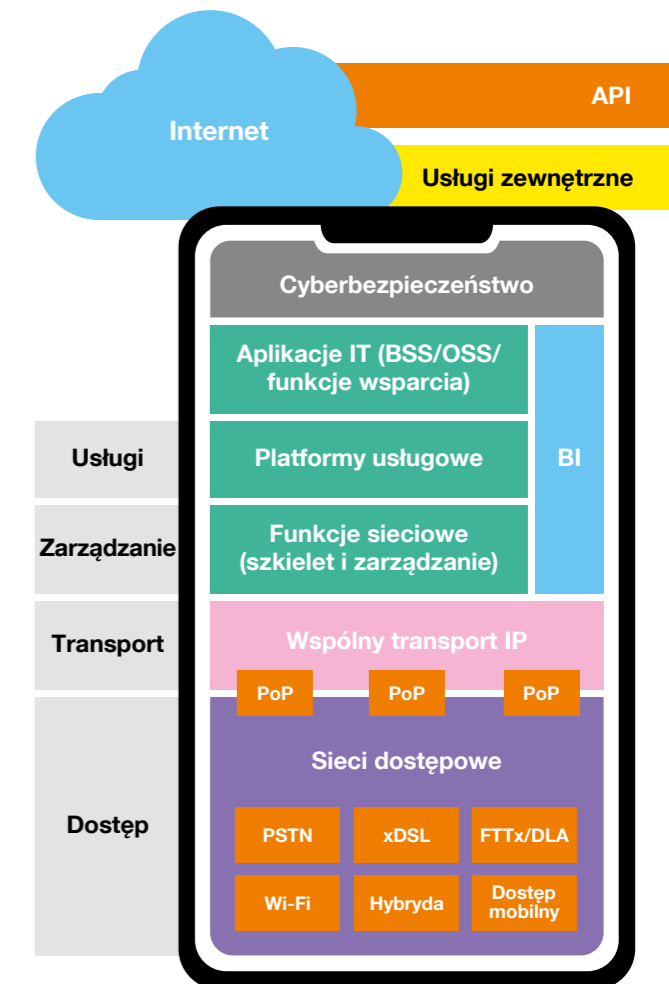 API
Internet
Usługi zewnętrzne
Cyberbezpieczeństwo
Aplikacje IT (BSS/OSS/
funkcje wsparcia)
Usługi
Platformy usługowe
BI
Zarządzanie
Funkcje sieciowe
(szkielet i zarządzanie)
Transport
Wspólny transport IP
PoP
PoP
PoP
Sieci dostępowe
Dostęp
PSTN
xDSL
FTTx/DLA
Wi-Fi
Hybryda
Dostęp
mobilny